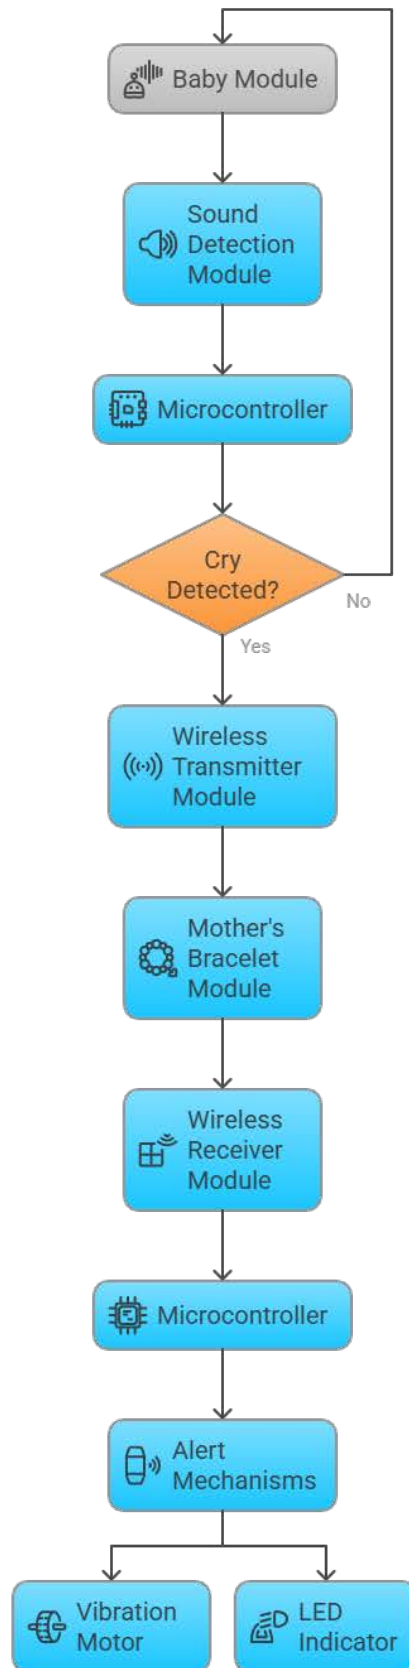 Baby Module
Sound
Detection
Module
Microcontroller
Cry
Detected?
No
Yes
Wireless
Transmitter
Module
Mother's
Bracelet
Module
Wireless
Receiver
Module
Microcontroller
Alert
Mechanisms
Vibration
Motor
LED
Indicator